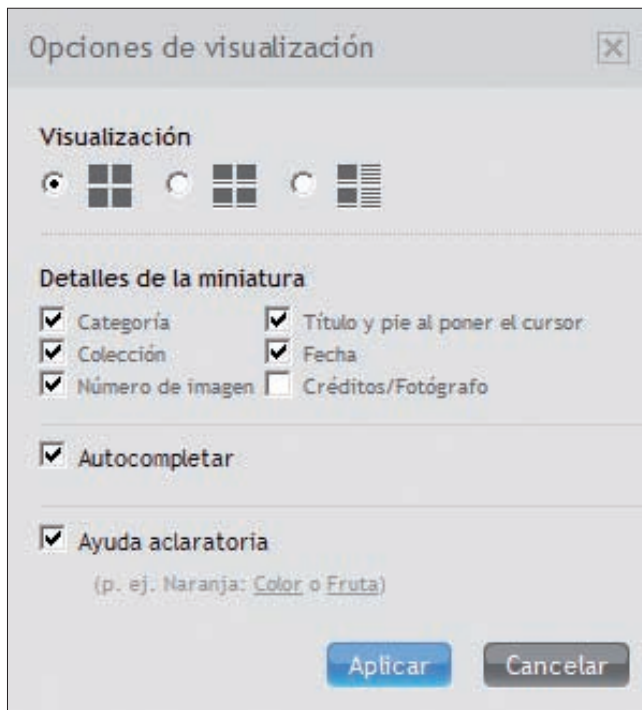 Opciones de visualización
Visualización
Detalles de la miniatura
Categoría Título y pie al poner el cursor
Colección Fecha
Número de imagen Créditos/Fotógrafo
Autocompletar
Ayuda aclaratoria
(p. ej. Naranja: Color o Fruta)
Aplicar Cancelar